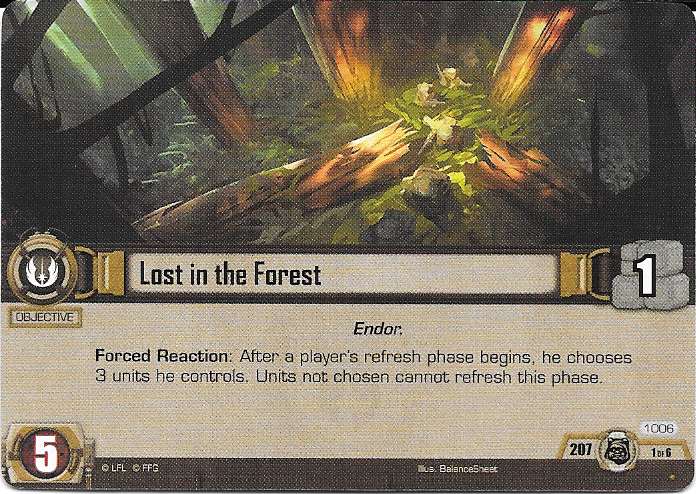 Lost in the Forest
1
OBJECTIVE
Endor.
Forced Reaction: After a player's refresh phase begins, he chooses
3 units he controls. Units not chosen cannot refresh this phase.
5
© LFL © FFG
Illus. BalanceSheet
1006
207
1 OF 6